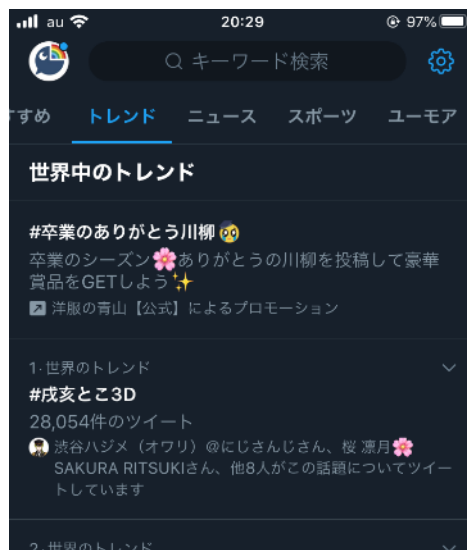 au 20:29 97%
キーワード検索
すめ トレンド ニュース スポーツ ユーモア
世界中のトレンド
#卒業のありがとう川柳
卒業のシーズン🌸ありがとうの川柳を投稿して豪華
賞品をGETしよう✨
洋服の青山【公式】によるプロモーション
1·世界のトレンド
#戌亥とこ3D
28,054件のツイート
渋谷ハジメ（オワリ）@にじさんじさん、桜 凛月🌸
SAKURA RITSUKIさん、他8人がこの話題についてツイー
トしています
2·世界のトレンド